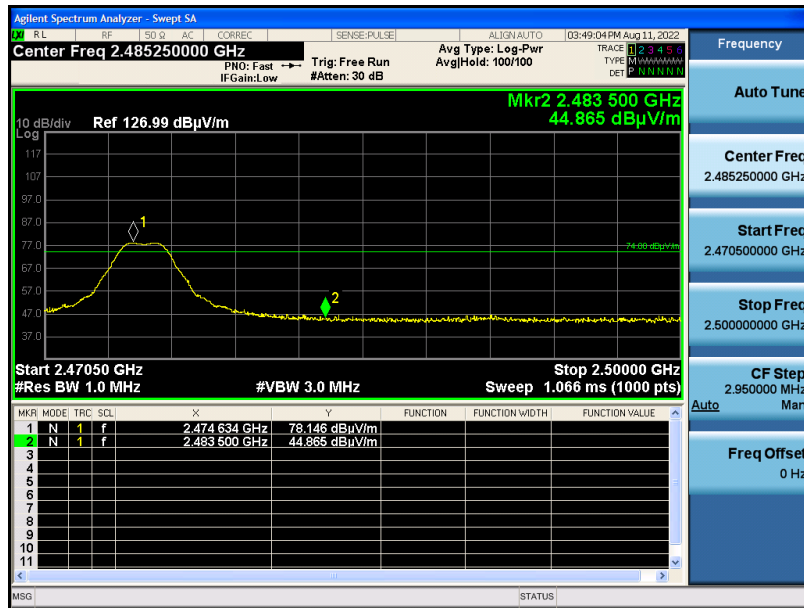 Agilent Spectrum Analyzer - Swept SA
LXI RL RF 50 Ω AC CORREC SENSE:PULSE ALIGNAUTO 03:49:04 PM Aug 11, 2022
Center Freq 2.485250000 GHz
PNO: Fast
IFGain:Low
Trig: Free Run
#Atten: 30 dB
Avg Type: Log-Pwr
Avg|Hold: 100/100
TRACE 1 2 3 4 5 6
TYPE MWWWWW
DET P N N N N N
Mkr2 2.483 500 GHz
44.865 dBµV/m
10 dB/div
Log
Ref 126.99 dBµV/m
117
107
97.0
87.0
77.0
67.0
57.0
47.0
37.0
1
2
74.00 dBµV/m
Start 2.47050 GHz
Stop 2.50000 GHz
#Res BW 1.0 MHz
#VBW 3.0 MHz
Sweep 1.066 ms (1000 pts)
MKR MODE TRC SCL X Y FUNCTION FUNCTION WIDTH FUNCTION VALUE
1 N 1 f 2.474 634 GHz 78.146 dBµV/m
2 N 1 f 2.483 500 GHz 44.865 dBµV/m
3
4
5
6
7
8
9
10
11
MSG
STATUS
Frequency
Auto Tune
Center Freq
2.485250000 GHz
Start Freq
2.470500000 GHz
Stop Freq
2.500000000 GHz
CF Step
2.950000 MHz
Auto Man
Freq Offset
0 Hz